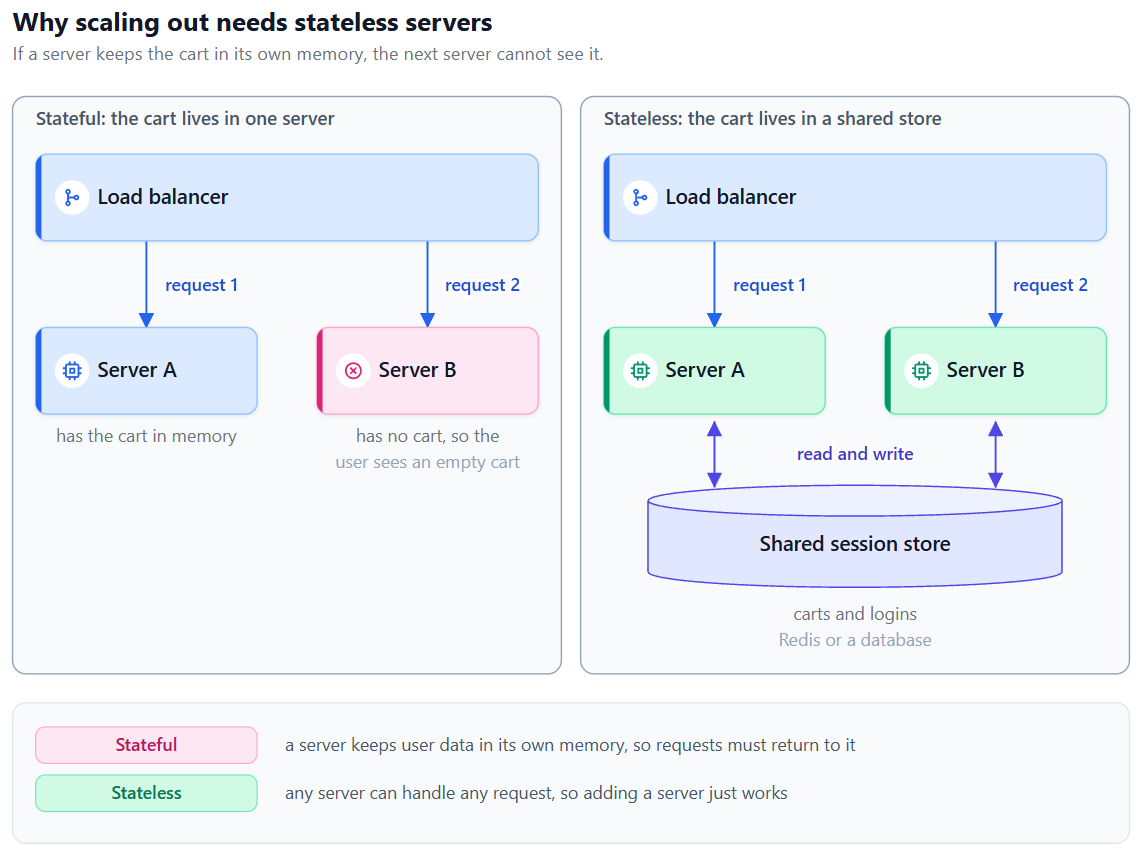 Why scaling out needs stateless servers
If a server keeps the cart in its own memory, the next server cannot see it.
Stateful: the cart lives in one server
Load balancer
request 1
request 2
Server A
Server B
has the cart in memory
has no cart, so the
user sees an empty cart
Stateless: the cart lives in a shared store
Load balancer
request 1
request 2
Server A
Server B
read and write
Shared session store
carts and logins
Redis or a database
Stateful
a server keeps user data in its own memory, so requests must return to it
Stateless
any server can handle any request, so adding a server just works